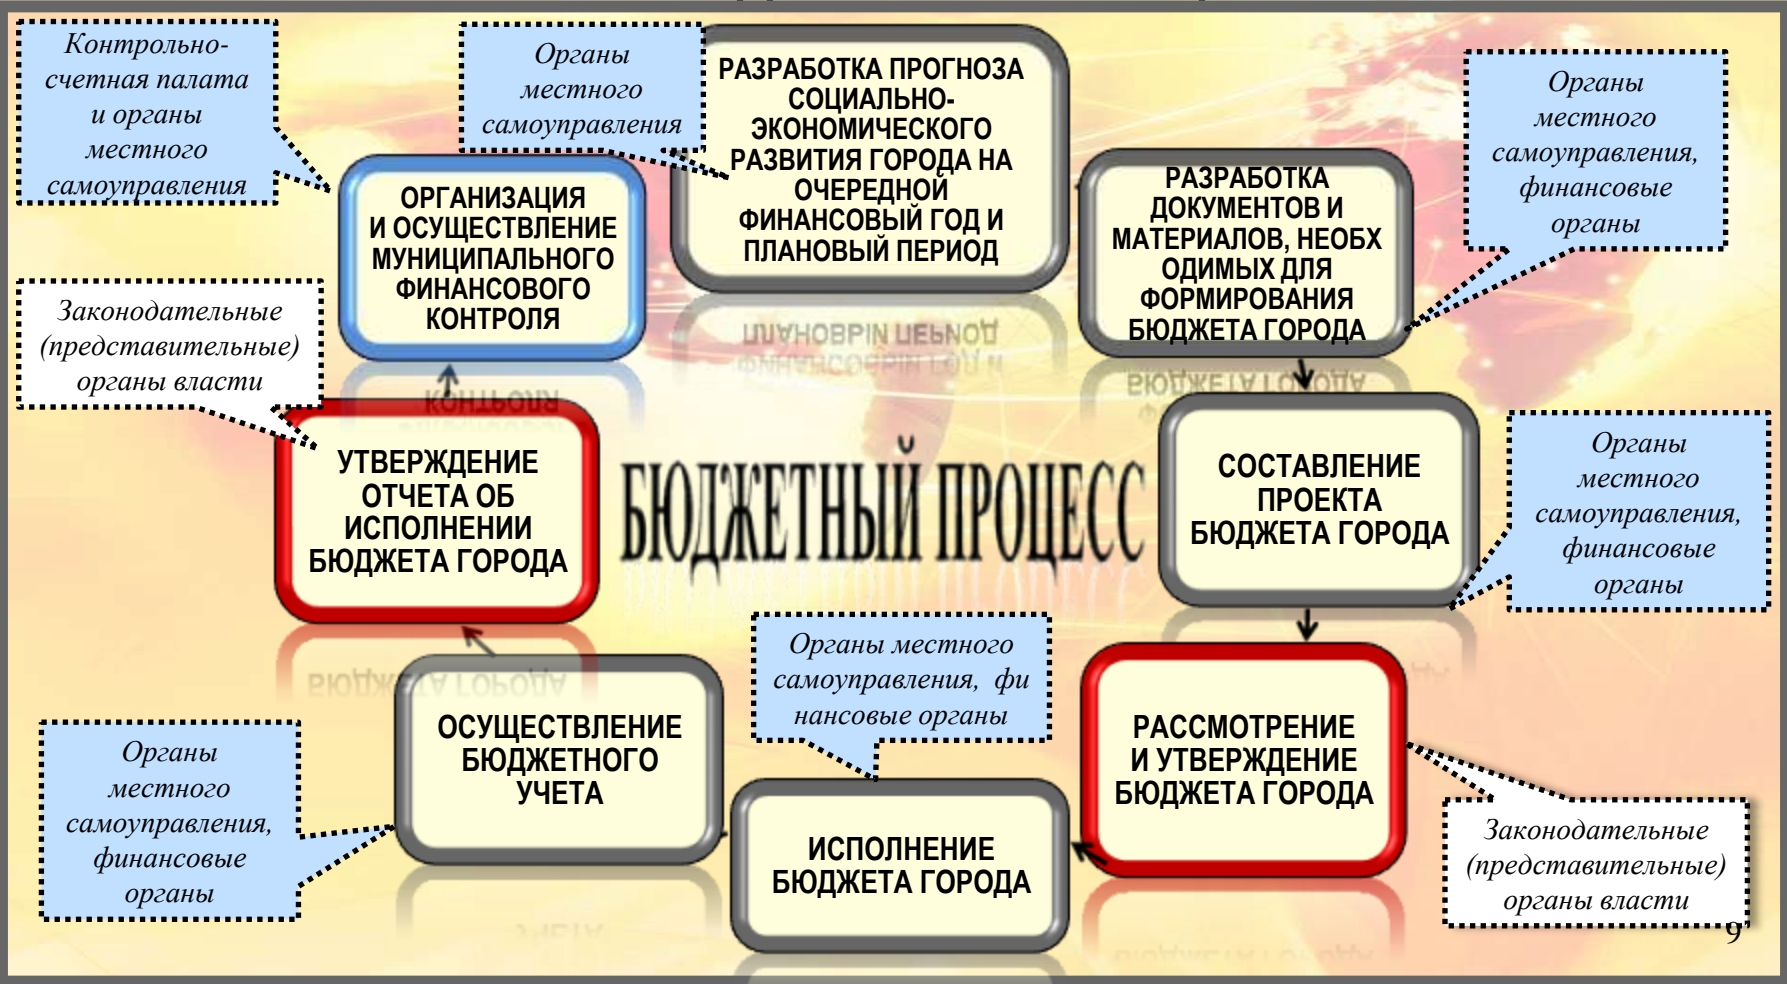 Контрольно-
счетная палата
и органы
местного
самоуправления
Органы
местного
самоуправления
РАЗРАБОТКА ПРОГНОЗА
СОЦИАЛЬНО-
ЭКОНОМИЧЕСКОГО
РАЗВИТИЯ ГОРОДА НА
ОЧЕРЕДНОЙ
ФИНАНСОВЫЙ ГОД И
ПЛАНОВЫЙ ПЕРИОД
РАЗРАБОТКА
ДОКУМЕНТОВ И
МАТЕРИАЛОВ, НЕОБХ
ОДИМЫХ ДЛЯ
ФОРМИРОВАНИЯ
БЮДЖЕТА ГОРОДА
Органы
местного
самоуправления,
финансовые
органы
ОРГАНИЗАЦИЯ
И ОСУЩЕСТВЛЕНИЕ
МУНИЦИПАЛЬНОГО
ФИНАНСОВОГО
КОНТРОЛЯ
Законодательные
(представительные)
органы власти
УТВЕРЖДЕНИЕ
ОТЧЕТА ОБ
ИСПОЛНЕНИИ
БЮДЖЕТА ГОРОДА
БЮДЖЕТНЫЙ ПРОЦЕСС
СОСТАВЛЕНИЕ
ПРОЕКТА
БЮДЖЕТА ГОРОДА
Органы
местного
самоуправления,
финансовые
органы
Органы местного
самоуправления, фи
нансовые органы
ОСУЩЕСТВЛЕНИЕ
БЮДЖЕТНОГО
УЧЕТА
РАССМОТРЕНИЕ
И УТВЕРЖДЕНИЕ
БЮДЖЕТА ГОРОДА
Органы
местного
самоуправления,
финансовые
органы
ИСПОЛНЕНИЕ
БЮДЖЕТА ГОРОДА
Законодательные
(представительные)
органы власти
9